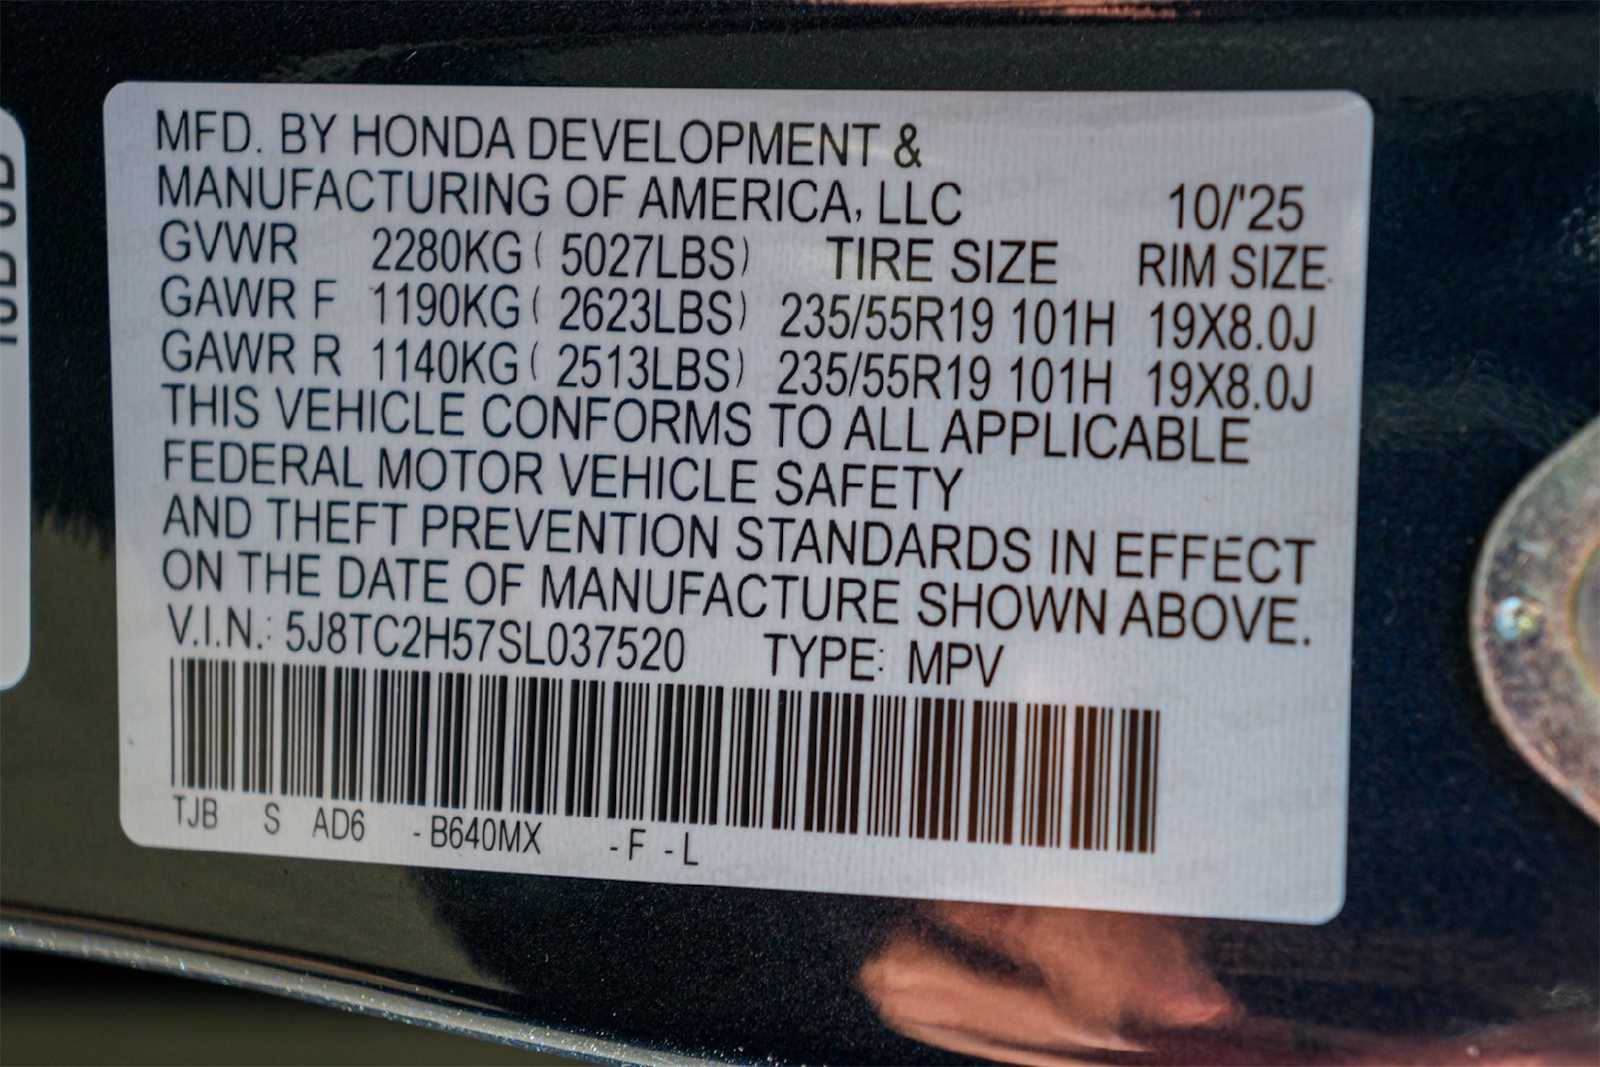 MFD. BY HONDA DEVELOPMENT &
MANUFACTURING OF AMERICA, LLC 10/'25
GVWR 2280KG ( 5027LBS) TIRE SIZE RIM SIZE
GAWR F 1190KG ( 2623LBS) 235/55R19 101H 19X8.0J
GAWR R 1140KG ( 2513LBS) 235/55R19 101H 19X8.0J
THIS VEHICLE CONFORMS TO ALL APPLICABLE
FEDERAL MOTOR VEHICLE SAFETY
AND THEFT PREVENTION STANDARDS IN EFFECT
ON THE DATE OF MANUFACTURE SHOWN ABOVE.
V.I.N.: 5J8TC2H57SL037520 TYPE: MPV
TJB S AD6 -B640MX -F -L